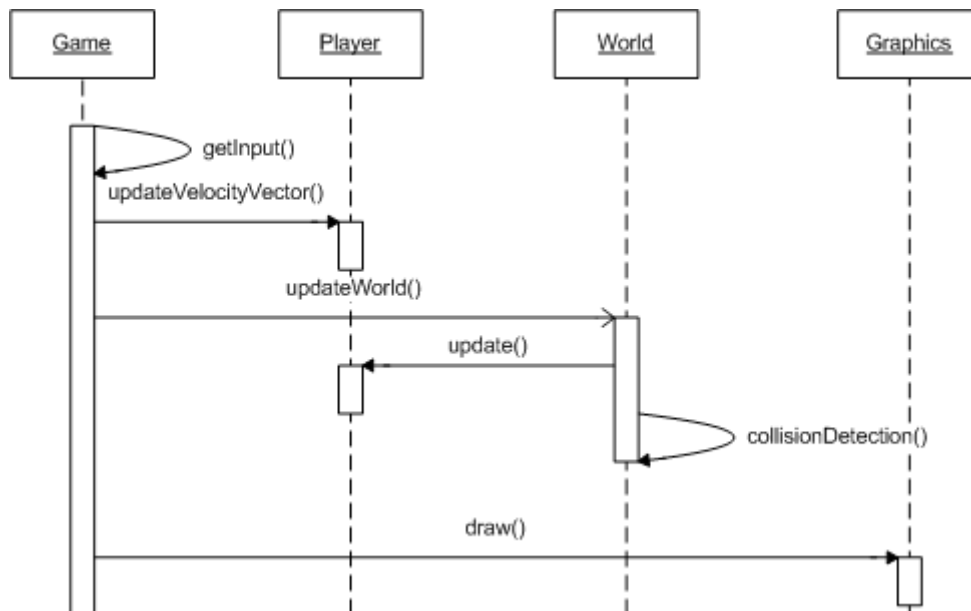 Game
Player
World
Graphics
getInput()
updateVelocityVector()
updateWorld()
update()
collisionDetection()
draw()